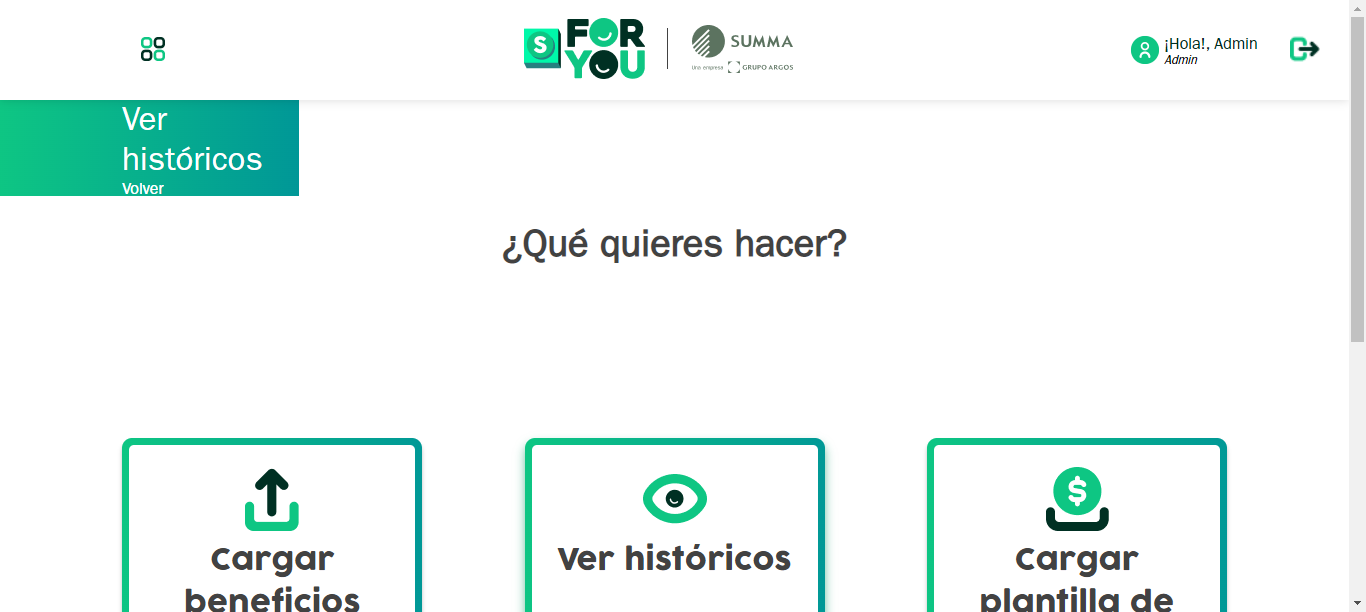 S FOR
YOU
SUMMA
Una empresa GRUPO ARGOS
¡Hola!, Admin
Admin
Ver
históricos
Volver
¿Qué quieres hacer?
Cargar
beneficios
Ver históricos
$
Cargar
plantilla de